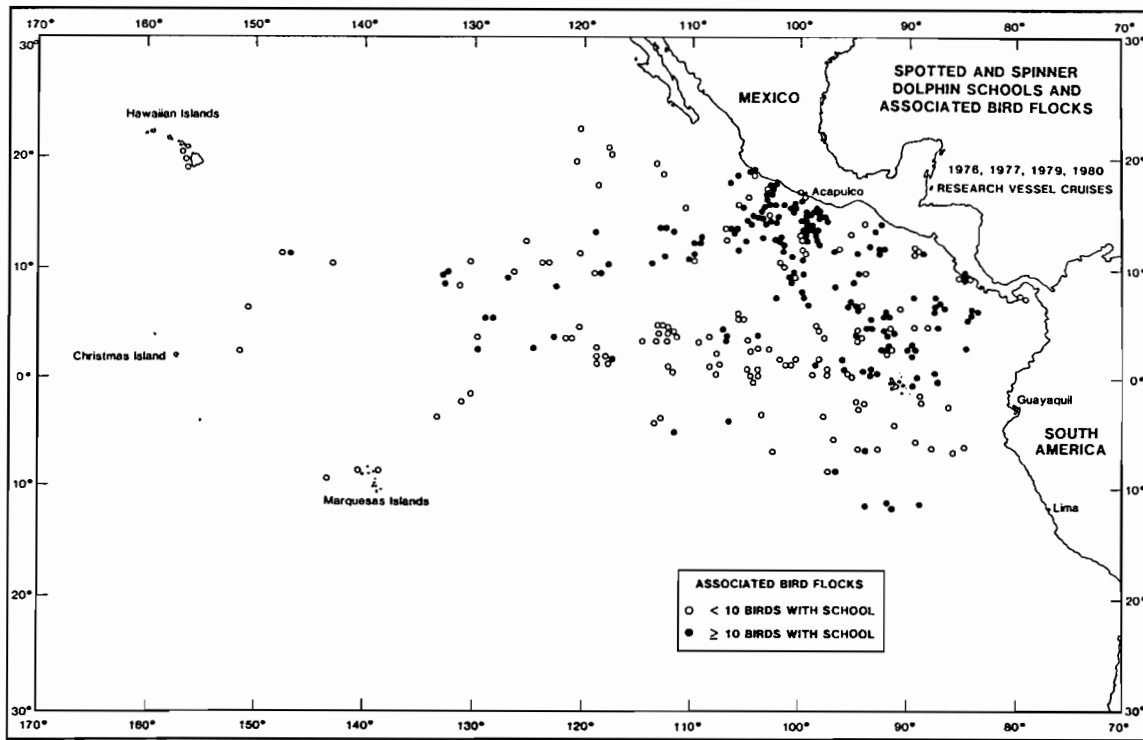 170° 160° 150° 140° 130° 120° 110° 100° 90° 80° 70°
30° 30°
SPOTTED AND SPINNER
DOLPHIN SCHOOLS AND
ASSOCIATED BIRD FLOCKS
MEXICO
Hawaiian Islands
20° 20°
1976, 1977, 1979, 1980
RESEARCH VESSEL CRUISES
Acapulco
10° 10°
Christmas Island
0° 0°
Guayaquil
SOUTH
AMERICA
10° 10°
Marquesas Islands
Lima
ASSOCIATED BIRD FLOCKS
< 10 BIRDS WITH SCHOOL
≥ 10 BIRDS WITH SCHOOL
20° 20°
30° 30°
170° 160° 150° 140° 130° 120° 110° 100° 90° 80° 70°